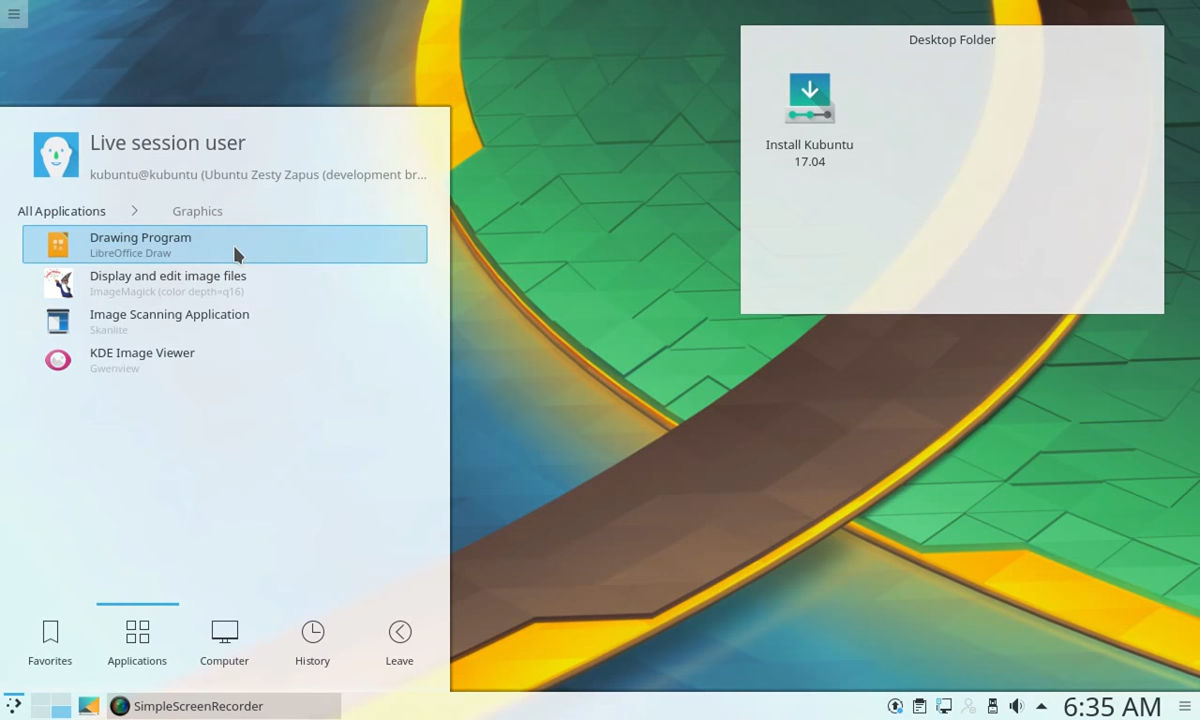 Desktop Folder
Install Kubuntu
17.04
Live session user
kubuntu@kubuntu (Ubuntu Zesty Zapus (development br...
All Applications > Graphics
Drawing Program
LibreOffice Draw
Display and edit image files
ImageMagick (color depth=q16)
Image Scanning Application
Skanlite
KDE Image Viewer
Gwenview
Favorites Applications Computer History Leave
SimpleScreenRecorder 6:35 AM